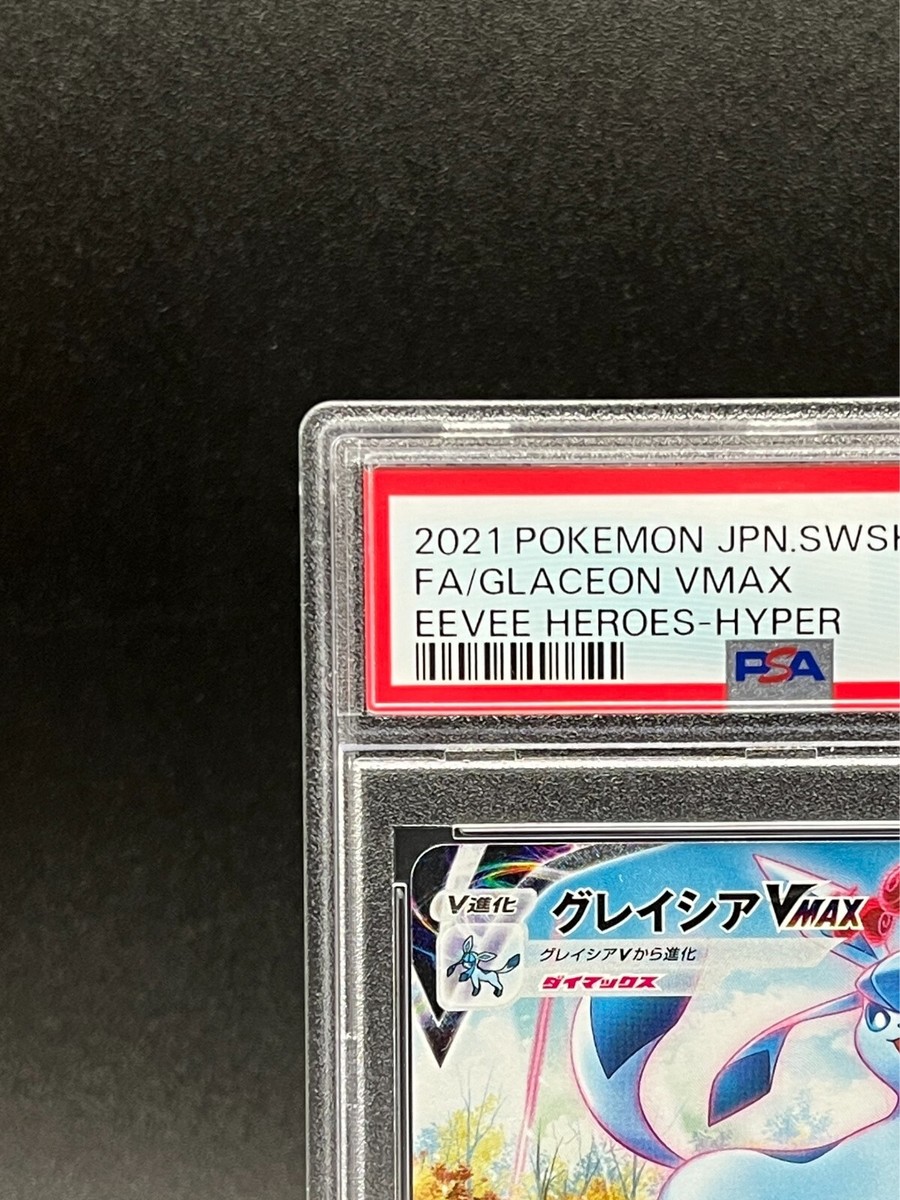 2021 POKEMON JPN.SWSH
FA/GLACEON VMAX
EEVEE HEROES-HYPER
PSA
V進化
グレイシアVMAX
グレイシアVから進化
ダイマックス